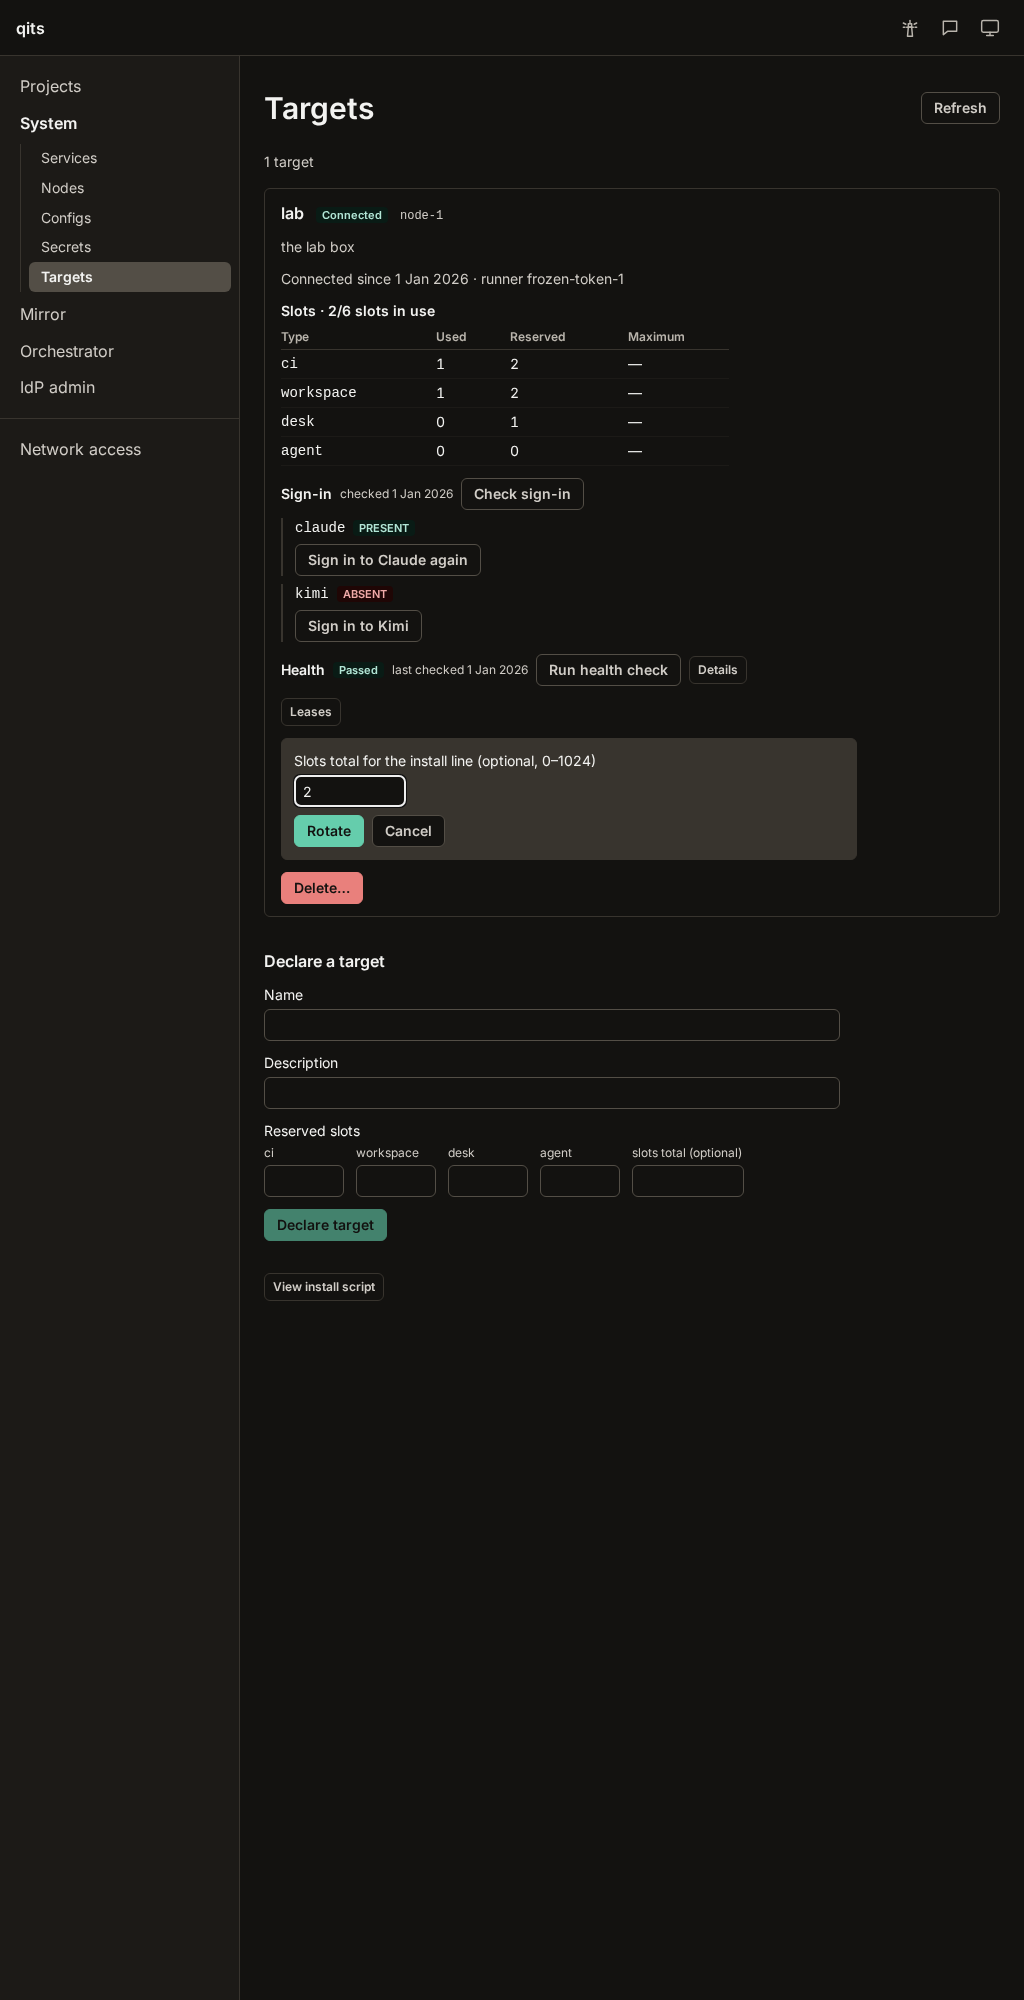 qits
Projects
System
Services
Nodes
Configs
Secrets
Targets
Mirror
Orchestrator
IdP admin
Network access
Targets
Refresh
1 target
lab Connected node-1
the lab box
Connected since 1 Jan 2026 · runner frozen-token-1
Slots · 2/6 slots in use
Type Used Reserved Maximum
ci 1 2 —
workspace 1 2 —
desk 0 1 —
agent 0 0 —
Sign-in checked 1 Jan 2026 Check sign-in
claude PRESENT
Sign in to Claude again
kimi ABSENT
Sign in to Kimi
Health Passed last checked 1 Jan 2026 Run health check Details
Leases
Slots total for the install line (optional, 0–1024)
2
Rotate Cancel
Delete...
Declare a target
Name
Description
Reserved slots
ci workspace desk agent slots total (optional)
Declare target
View install script